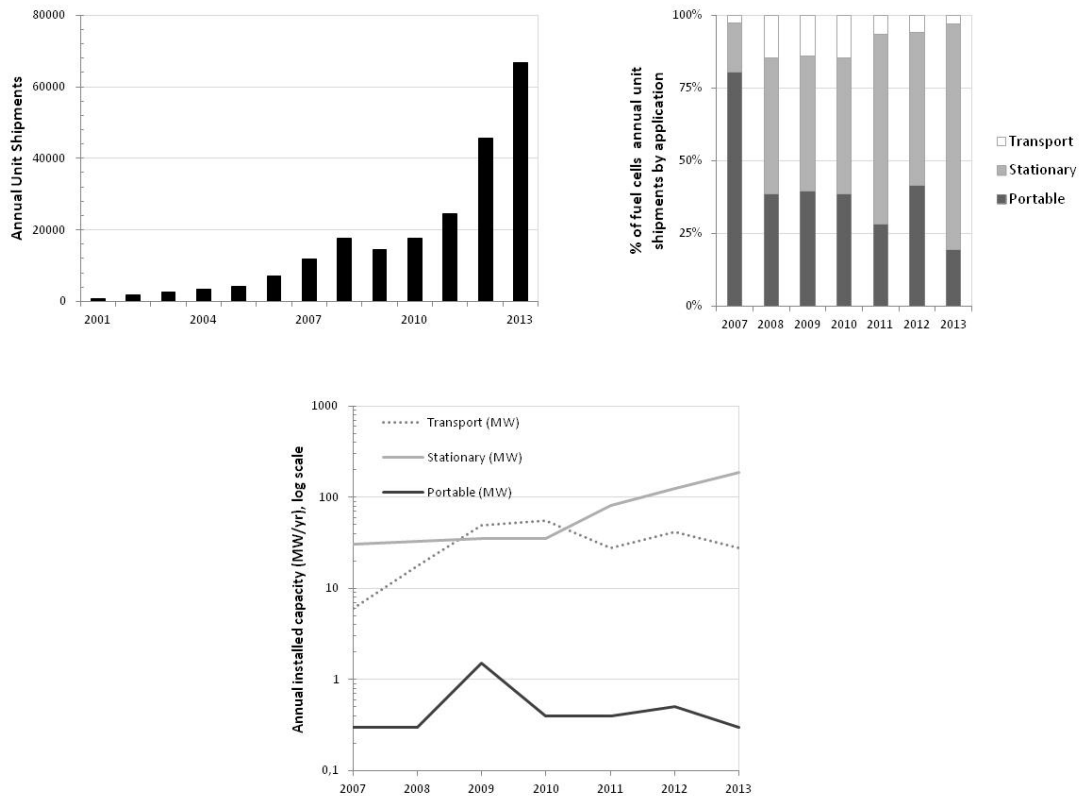 80000
60000
40000
20000
0
Annual Unit Shipments
2001 2004 2007 2010 2013
100%
75%
50%
25%
0%
% of fuel cells annual unit
shipments by application
2007 2008 2009 2010 2011 2012 2013
Transport
Stationary
Portable
1000
100
10
1
0,1
Annual installed capacity (MW/yr), log scale
Transport (MW)
Stationary (MW)
Portable (MW)
2007 2008 2009 2010 2011 2012 2013